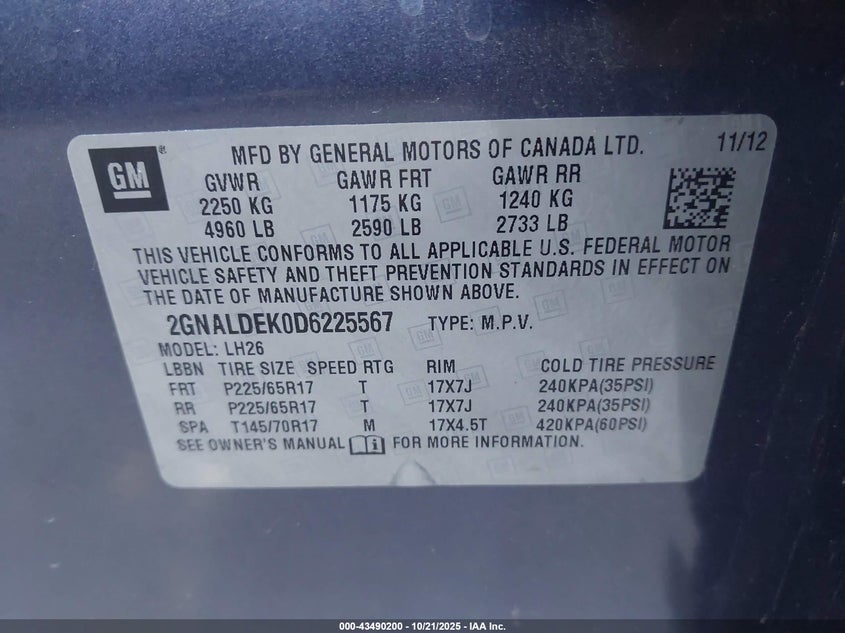 GM ® MFD BY GENERAL MOTORS OF CANADA LTD. 11/12
GVWR GAWR FRT GAWR RR
2250 KG 1175 KG 1240 KG
4960 LB 2590 LB 2733 LB
THIS VEHICLE CONFORMS TO ALL APPLICABLE U.S. FEDERAL MOTOR
VEHICLE SAFETY AND THEFT PREVENTION STANDARDS IN EFFECT ON
THE DATE OF MANUFACTURE SHOWN ABOVE.
2GNALDEK0D6225567 TYPE: M.P.V.
MODEL: LH26
LBBN TIRE SIZE SPEED RTG RIM COLD TIRE PRESSURE
FRT P225/65R17 T 17X7J 240KPA(35PSI)
RR P225/65R17 T 17X7J 240KPA(35PSI)
SPA T145/70R17 M 17X4.5T 420KPA(60PSI)
SEE OWNER'S MANUAL i FOR MORE INFORMATION.
000-43490200 - 10/21/2025 - IAA Inc.